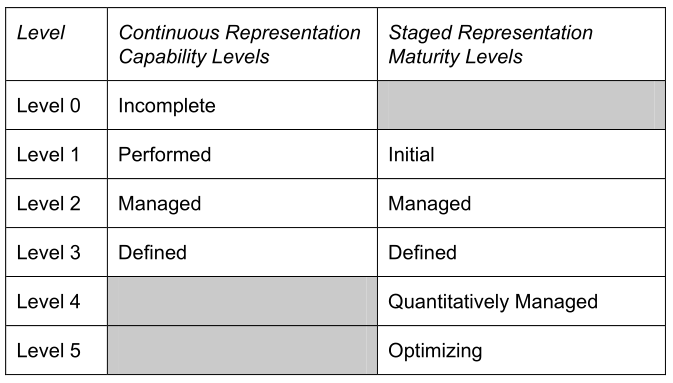 Level Continuous Representation Staged Representation
Capability Levels Maturity Levels
Level 0 Incomplete
Level 1 Performed Initial
Level 2 Managed Managed
Level 3 Defined Defined
Level 4 Quantitatively Managed
Level 5 Optimizing